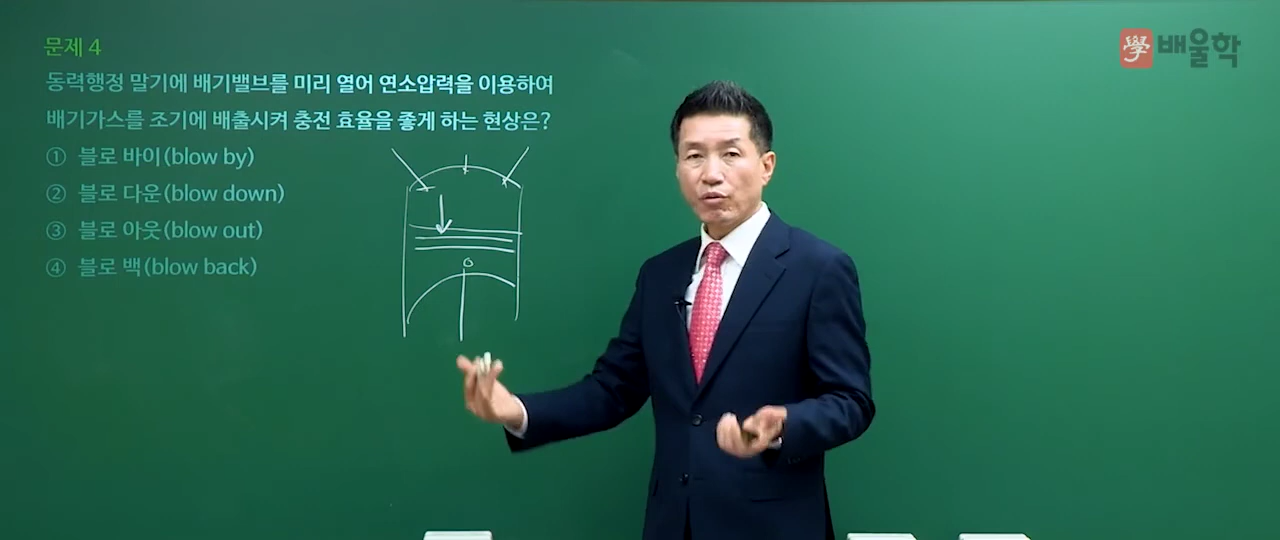 문제 4
學 배울학
동력행정 말기에 배기밸브를 미리 열어 연소압력을 이용하여
배기가스를 조기에 배출시켜 충전 효율을 좋게 하는 현상은?
① 블로 바이(blow by)
② 블로 다운(blow down)
③ 블로 아웃(blow out)
④ 블로 백(blow back)